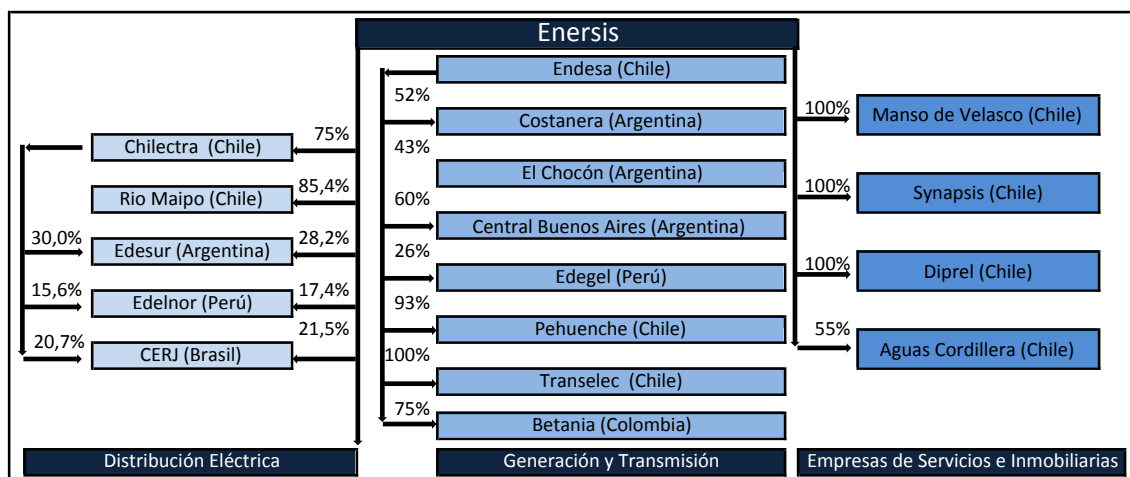 Enersis
Endesa (Chile)
52%
Costanera (Argentina)
43%
El Chocón (Argentina)
60%
Central Buenos Aires (Argentina)
26%
Edegel (Perú)
93%
Pehuenche (Chile)
100%
Transelec (Chile)
75%
Betania (Colombia)
75%
Chilectra (Chile)
85,4%
Rio Maipo (Chile)
30,0%
28,2%
Edesur (Argentina)
15,6%
17,4%
Edelnor (Perú)
20,7%
21,5%
CERJ (Brasil)
100%
Manso de Velasco (Chile)
100%
Synapsis (Chile)
100%
Diprel (Chile)
55%
Aguas Cordillera (Chile)
Distribución Eléctrica
Generación y Transmisión
Empresas de Servicios e Inmobiliarias